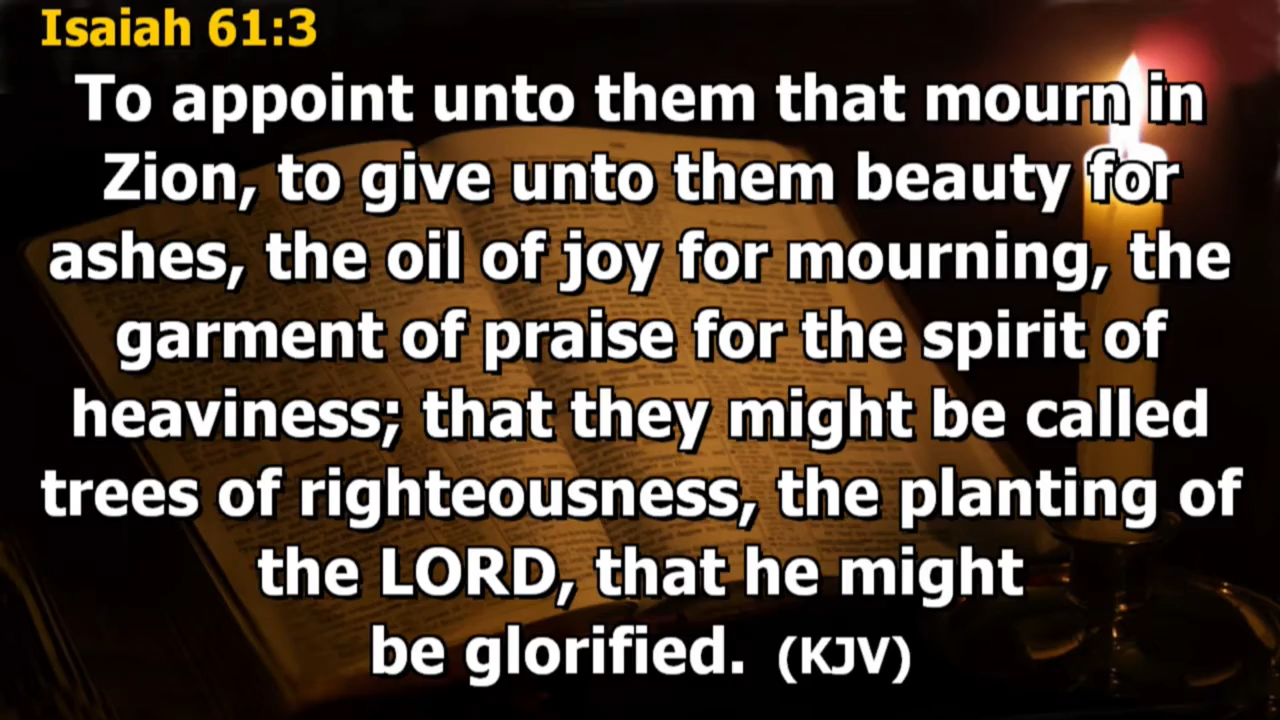 Isaiah 61:3
To appoint unto them that mourn in
Zion, to give unto them beauty for
ashes, the oil of joy for mourning, the
garment of praise for the spirit of
heaviness; that they might be called
trees of righteousness, the planting of
the LORD, that he might
be glorified. (KJV)